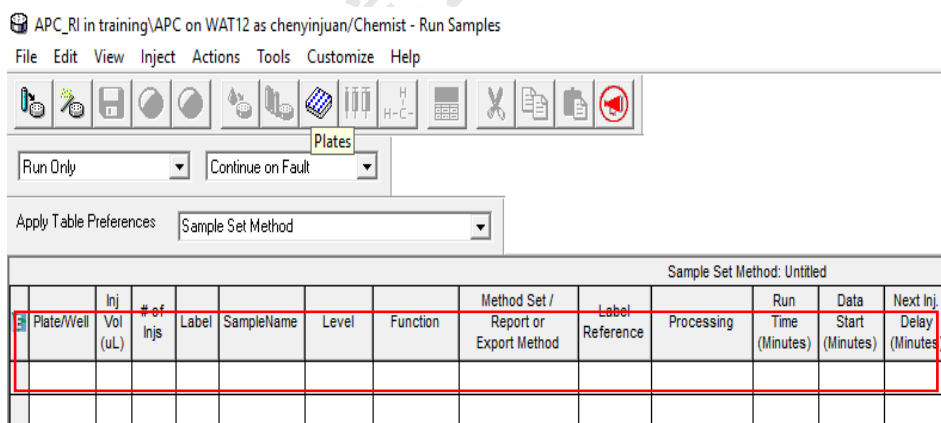 APC_RI in training\APC on WAT12 as chenyinjuan/Chemist - Run Samples
File Edit View Inject Actions Tools Customize Help
H
H-C-
Plates
Run Only Continue on Fault
Apply Table Preferences Sample Set Method
Sample Set Method: Untitled
Plate/Well Inj Vol (uL) # of Injs Label SampleName Level Function Method Set / Report or Export Method Label Reference Processing Run Time (Minutes) Data Start (Minutes) Next Inj. Delay (Minutes)